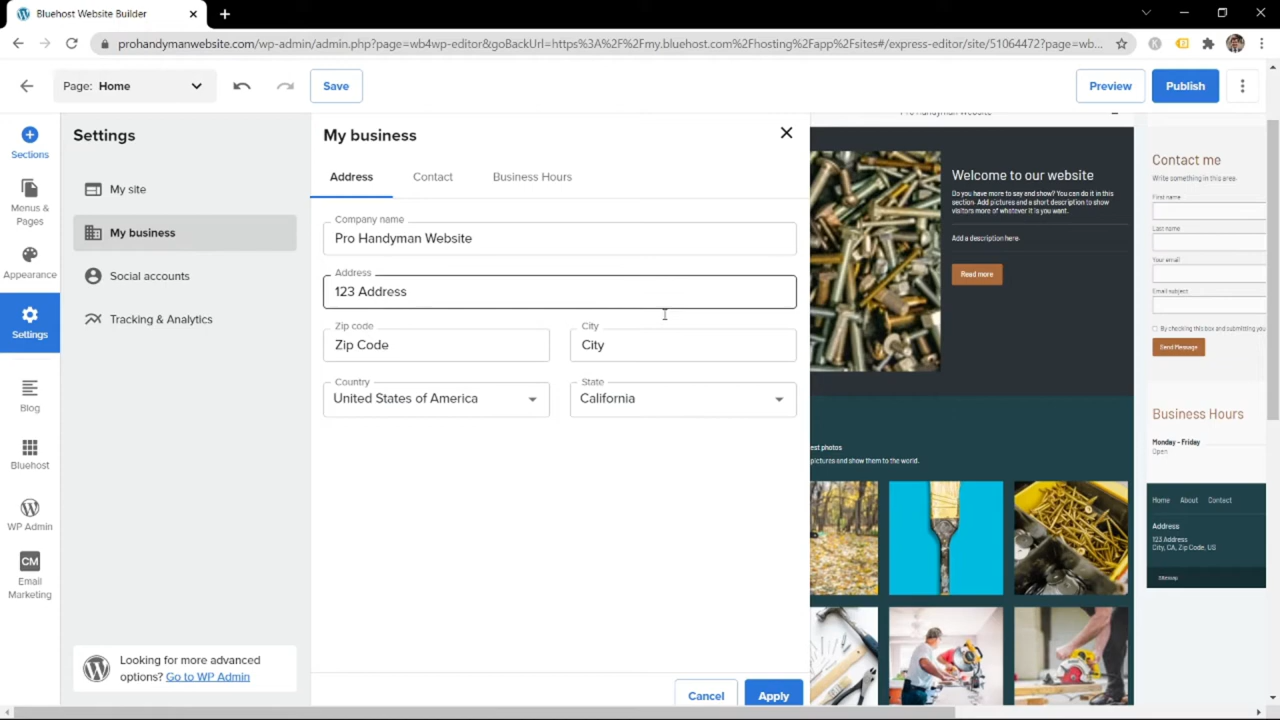 Bluehost Website Builder
prohandymanwebsite.com/wp-admin/admin.php?page=wb4wp-editor&goBackUrl=https%3A%2F%2Fmy.bluehost.com%2Fhosting%2Fapp%2Fsites#/express-editor/site/51064472?page=wb...
Page: Home
Save
Preview
Publish
Sections
Menus &
Pages
Appearance
Settings
Blog
Bluehost
WP Admin
CM
Email
Marketing
Settings
My site
My business
Social accounts
Tracking & Analytics
Looking for more advanced
options? Go to WP Admin
My business
Address Contact Business Hours
Company name
Pro Handyman Website
Address
123 Address
Zip code City
Zip Code City
Country State
United States of America California
Cancel Apply
Pro Handyman Website
Welcome to our website
Do you have more to say and show? You can do it in this
section. Add pictures and a short description to show
visitors more of whatever it is you want.
Add a description here.
Read more
est photos
pictures and show them to the world.
Contact me
Write something in this area.
First name
Last name
Your email
Email subject
By checking this box and submitting you
Send Message
Business Hours
Monday - Friday
Open
Home About Contact
Address
123 Address
City, CA, Zip Code, US
Sitemap